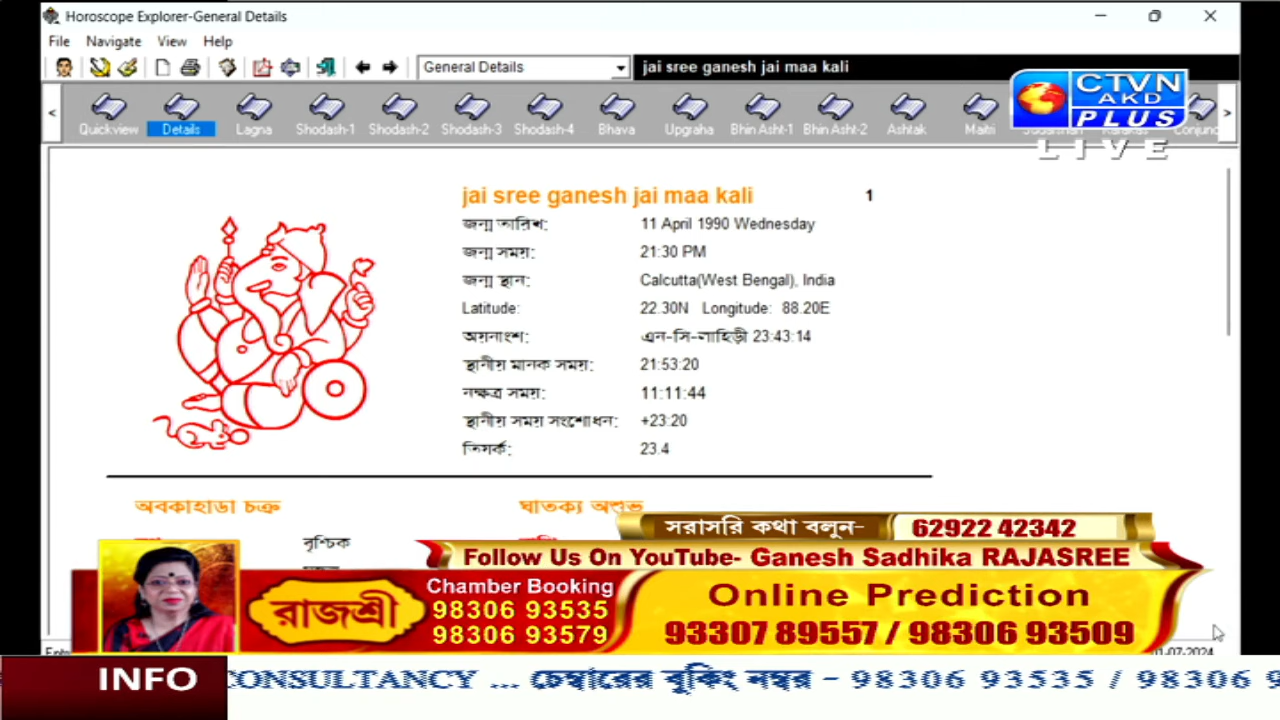 Horoscope Explorer-General Details
File Navigate View Help
General Details
jai sree ganesh jai maa kali
CTVN
AKD
PLUS
LIVE
< Quickview Details Lagna Shodash-1 Shodash-2 Shodash-3 Shodash-4 Bhava Upgraha Bhin Asht-1 Bhin Asht-2 Ashtak Maitri >
jai sree ganesh jai maa kali 1
জন্ম তারিখ: 11 April 1990 Wednesday
জন্ম সময়: 21:30 PM
জন্ম স্থান: Calcutta(West Bengal), India
Latitude: 22.30N Longitude: 88.20E
অয়নাংশ: এন-সি-লাহিড়ী 23:43:14
স্থানীয় মানক সময়: 21:53:20
নক্ষত্র সময়: 11:11:44
স্থানীয় সময় সংশোধন: +23:20
তির্যক: 23.4
অবকাহাডা চক্র ঘাতক্য অশুভ
বৃশ্চিক
সরাসরি কথা বলুন- 62922 42342
Follow Us On YouTube- Ganesh Sadhika RAJASREE
রাজশ্রী
Chamber Booking
98306 93535
98306 93579
Online Prediction
93307 89557 / 98306 93509
01-07-2024
INFO CONSULTANCY ... চেম্বারের বুকিং নম্বর - 98306 93535 / 98306